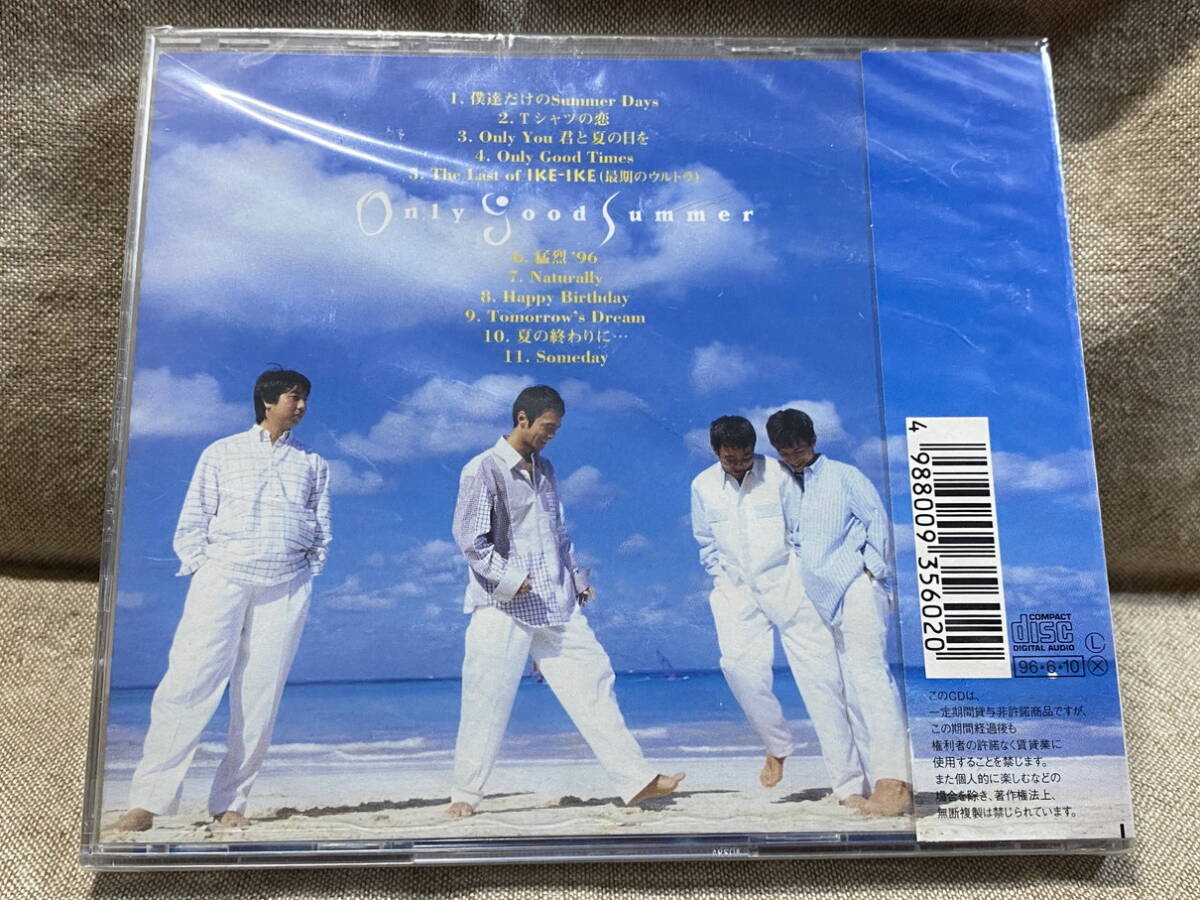 1. 僕達だけのSummer Days
2. Tシャツの恋
3. Only You 君と夏の日を
4. Only Good Times
5. The Last of IKE-IKE (最期のウルトラ)
Only good Summer
6. 猛烈 '96
7. Naturally
8. Happy Birthday
9. Tomorrow's Dream
10. 夏の終わりに…
11. Someday
4 988009 356020
COMPACT
disc
DIGITAL AUDIO
L
96・6・10
X
このCDは、
一定期間貸与非許諾商品ですが、
この期間経過後も
権利者の許諾なく賃貸業に
使用することを禁じます。
また個人的に楽しむなどの
場合を除き、著作権法上、
無断複製は禁じられています。